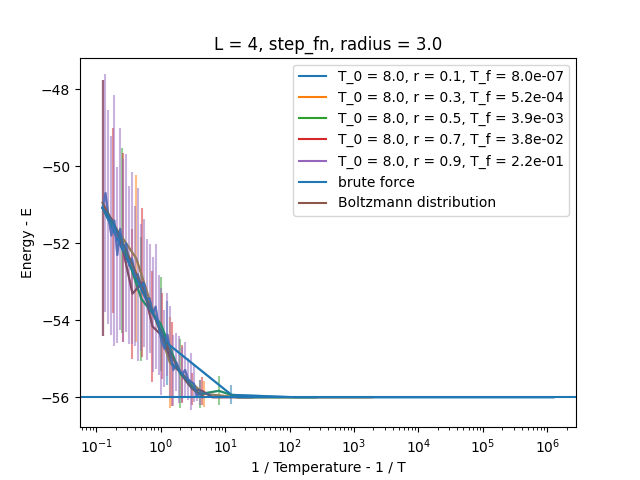 L = 4, step_fn, radius = 3.0
T_0 = 8.0, r = 0.1, T_f = 8.0e-07
T_0 = 8.0, r = 0.3, T_f = 5.2e-04
T_0 = 8.0, r = 0.5, T_f = 3.9e-03
T_0 = 8.0, r = 0.7, T_f = 3.8e-02
T_0 = 8.0, r = 0.9, T_f = 2.2e-01
brute force
Boltzmann distribution
Energy - E
−48
−50
−52
−54
−56
10⁻¹ 10⁰ 10¹ 10² 10³ 10⁴ 10⁵ 10⁶
1 / Temperature - 1 / T